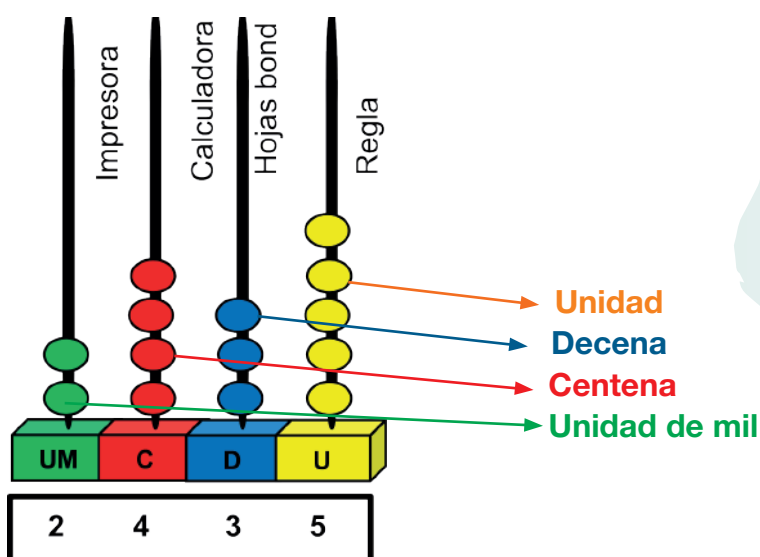 Impresora
Calculadora
Hojas bond
Regla
Unidad
Decena
Centena
Unidad de mil
UM C D U
2 4 3 5